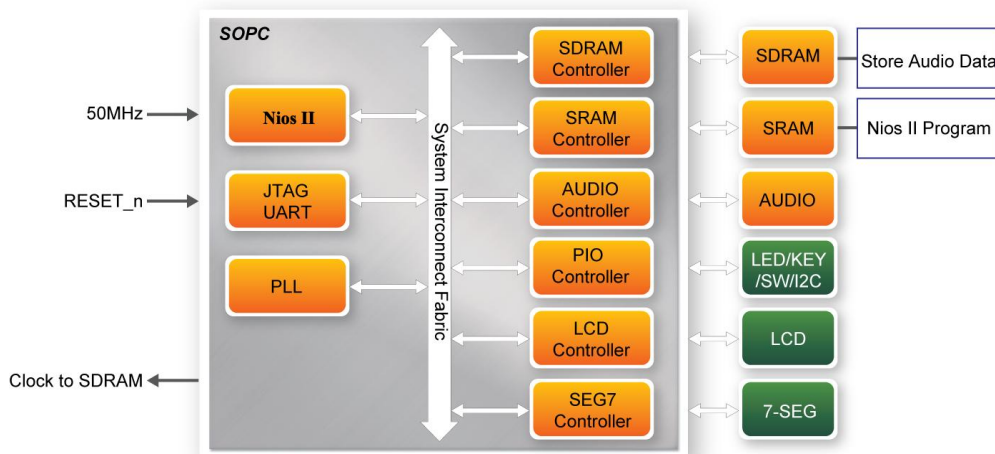 SOPC
50MHz
RESET_n
Clock to SDRAM
Nios II
JTAG
UART
PLL
System Interconnect Fabric
SDRAM
Controller
SRAM
Controller
AUDIO
Controller
PIO
Controller
LCD
Controller
SEG7
Controller
SDRAM
SRAM
AUDIO
LED/KEY
/SW/I2C
LCD
7-SEG
Store Audio Data
Nios II Program